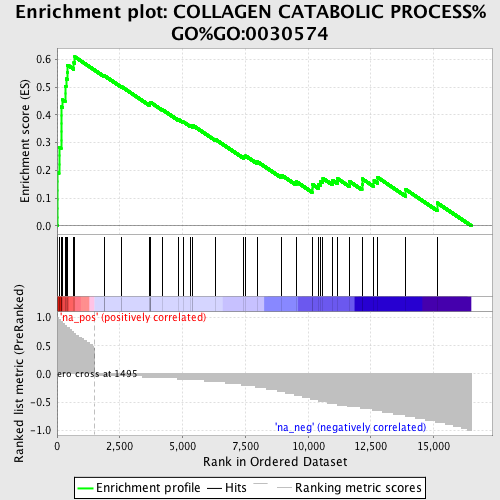 Enrichment plot: COLLAGEN CATABOLIC PROCESS%
GO%GO:0030574
Enrichment score (ES)
0.6
0.5
0.4
0.3
0.2
0.1
0.0
'na_pos' (positively correlated)
ero cross at 1495
'na_neg' (negatively correlated)
Ranked list metric (PreRanked)
1.0
0.5
0.0
-0.5
-1.0
0
2,500
5,000
7,500
10,000
12,500
15,000
Rank in Ordered Dataset
Enrichment profile
Hits
Ranking metric scores